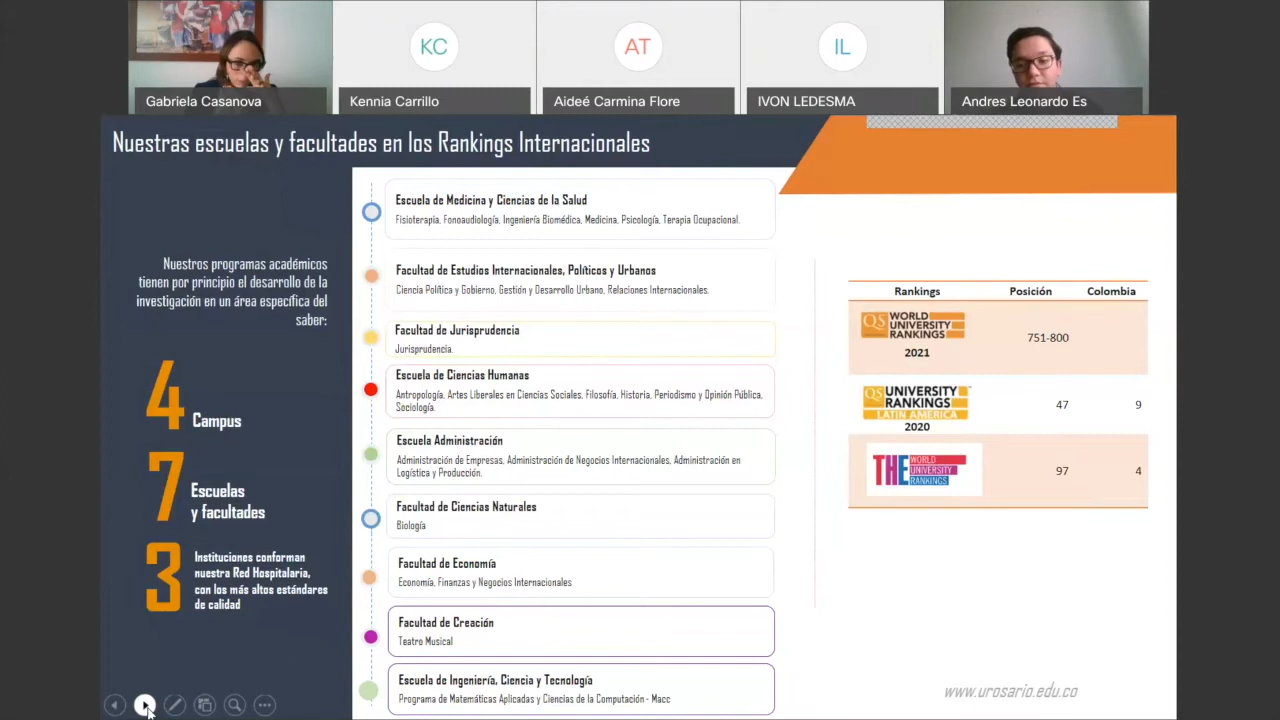 Gabriela Casanova
KC
Kennia Carrillo
AT
Aideé Carmina Flore
IL
IVON LEDESMA
Andres Leonardo Es
Nuestras escuelas y facultades en los Rankings Internacionales
Nuestros programas académicos
tienen por principio el desarrollo de la
investigación en un área específica del
saber:
4 Campus
7 Escuelas
y facultades
3 Instituciones conforman
nuestra Red Hospitalaria,
con los más altos estándares
de calidad
Escuela de Medicina y Ciencias de la Salud
Fisioterapia, Fonoaudiología, Ingeniería Biomédica, Medicina, Psicología, Terapia Ocupacional.
Facultad de Estudios Internacionales, Políticos y Urbanos
Ciencia Política y Gobierno, Gestión y Desarrollo Urbano, Relaciones Internacionales.
Facultad de Jurisprudencia
Jurisprudencia.
Escuela de Ciencias Humanas
Antropología, Artes Liberales en Ciencias Sociales, Filosofía, Historia, Periodismo y Opinión Pública,
Sociología.
Escuela Administración
Administración de Empresas, Administración de Negocios Internacionales, Administración en
Logística y Producción.
Facultad de Ciencias Naturales
Biología
Facultad de Economía
Economía, Finanzas y Negocios Internacionales
Facultad de Creación
Teatro Musical
Escuela de Ingeniería, Ciencia y Tecnología
Programa de Matemáticas Aplicadas y Ciencias de la Computación - Macc
Rankings Posición Colombia
QS WORLD
UNIVERSITY
RANKINGS
2021
751-800
QS UNIVERSITY
RANKINGS
LATIN AMERICA
2020
47 9
THE WORLD
UNIVERSITY
RANKINGS
97 4
www.urosario.edu.co